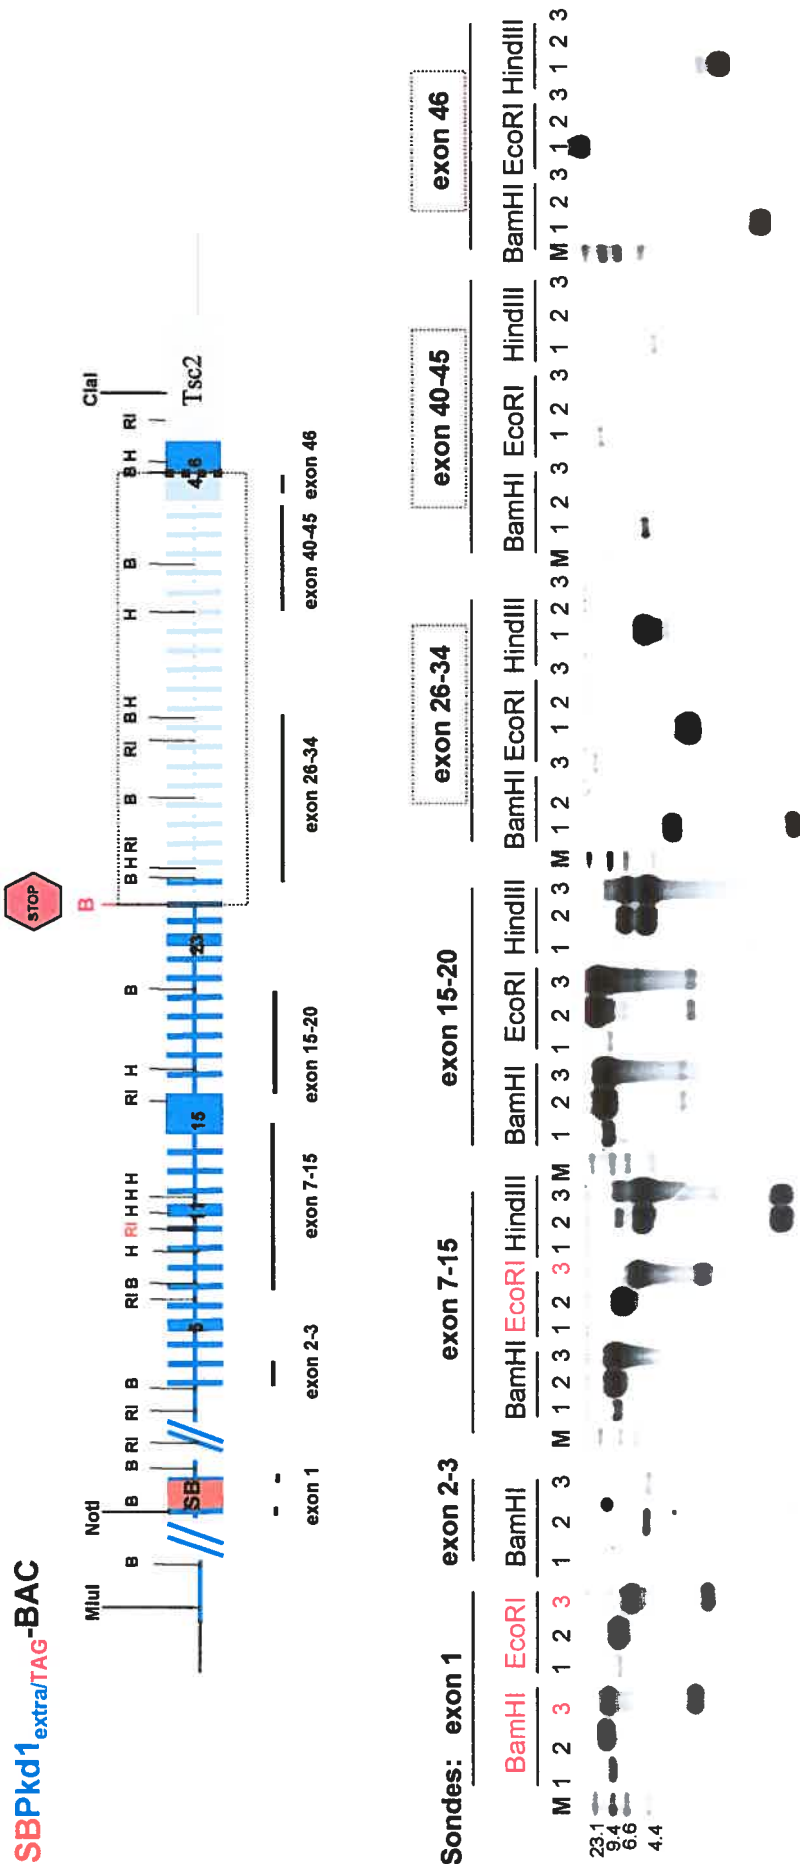 SBPkd1extra/TAG-BAC
STOP
B
MluI B NotI B B RI RI B RI B H RI H H H RI H B B H RI B RI B H H B B H RI ClaI
SB 5 11 15 23 46 Tsc2
exon 1 exon 2-3 exon 7-15 exon 15-20 exon 26-34 exon 40-45 exon 46
Sondes: exon 1 exon 2-3 exon 7-15 exon 15-20 exon 26-34 exon 40-45 exon 46
BamHI EcoRI BamHI BamHI EcoRI HindIII BamHI EcoRI HindIII BamHI EcoRI HindIII BamHI EcoRI HindIII BamHI EcoRI HindIII
M 1 2 3 1 2 3 1 2 3 M 1 2 3 1 2 3 1 2 3 M 1 2 3 1 2 3 1 2 3 M 1 2 3 1 2 3 1 2 3 M 1 2 3 1 2 3 1 2 3 M 1 2 3 1 2 3 1 2 3
23.1
9.4
6.6
4.4